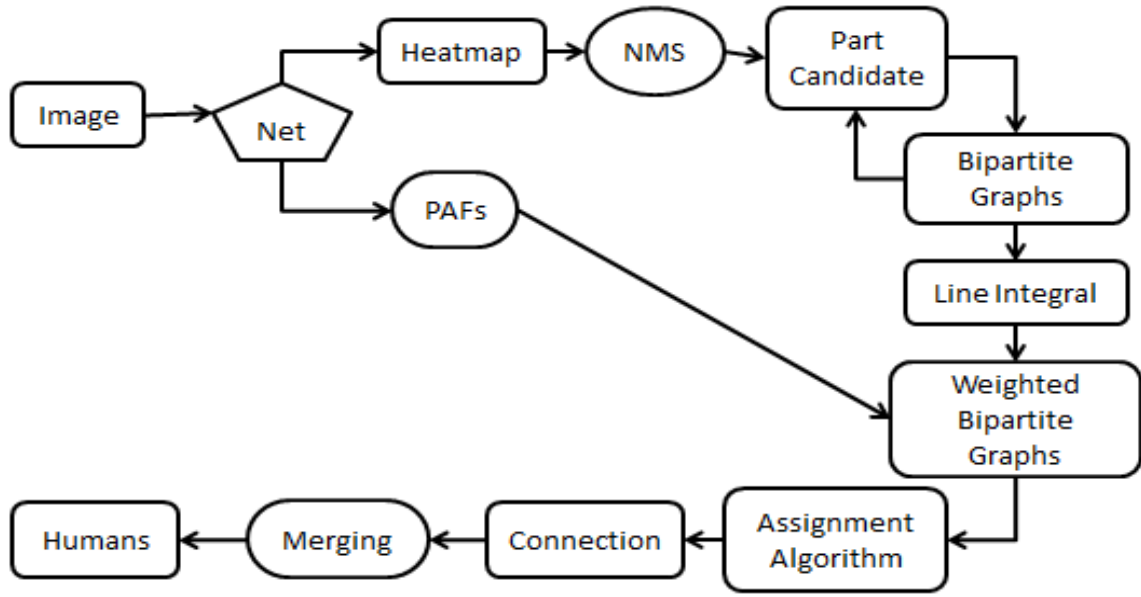 Image
Net
Heatmap
NMS
Part
Candidate
Bipartite
Graphs
PAFs
Line Integral
Weighted
Bipartite
Graphs
Assignment
Algorithm
Connection
Merging
Humans